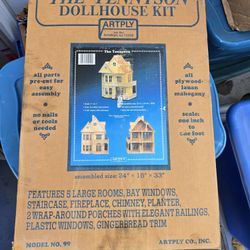 THE TENNYSON
DOLLHOUSE KIT
ARTPLY
all parts
pre-cut for
easy
assembly
no nails
or tools
needed
The Tennyson
all
plywood-
lauan
mahogany
scale:
one inch
to
one foot
ARTPLY
assembled size: 24" × 18" × 33"
FEATURES 8 LARGE ROOMS, BAY WINDOWS,
STAIRCASE, FIREPLACE, CHIMNEY, PLANTER,
2 WRAP-AROUND PORCHES WITH ELEGANT RAILINGS,
PLASTIC WINDOWS, GINGERBREAD TRIM
MODEL NO. 99
ARTPLY CO., INC.